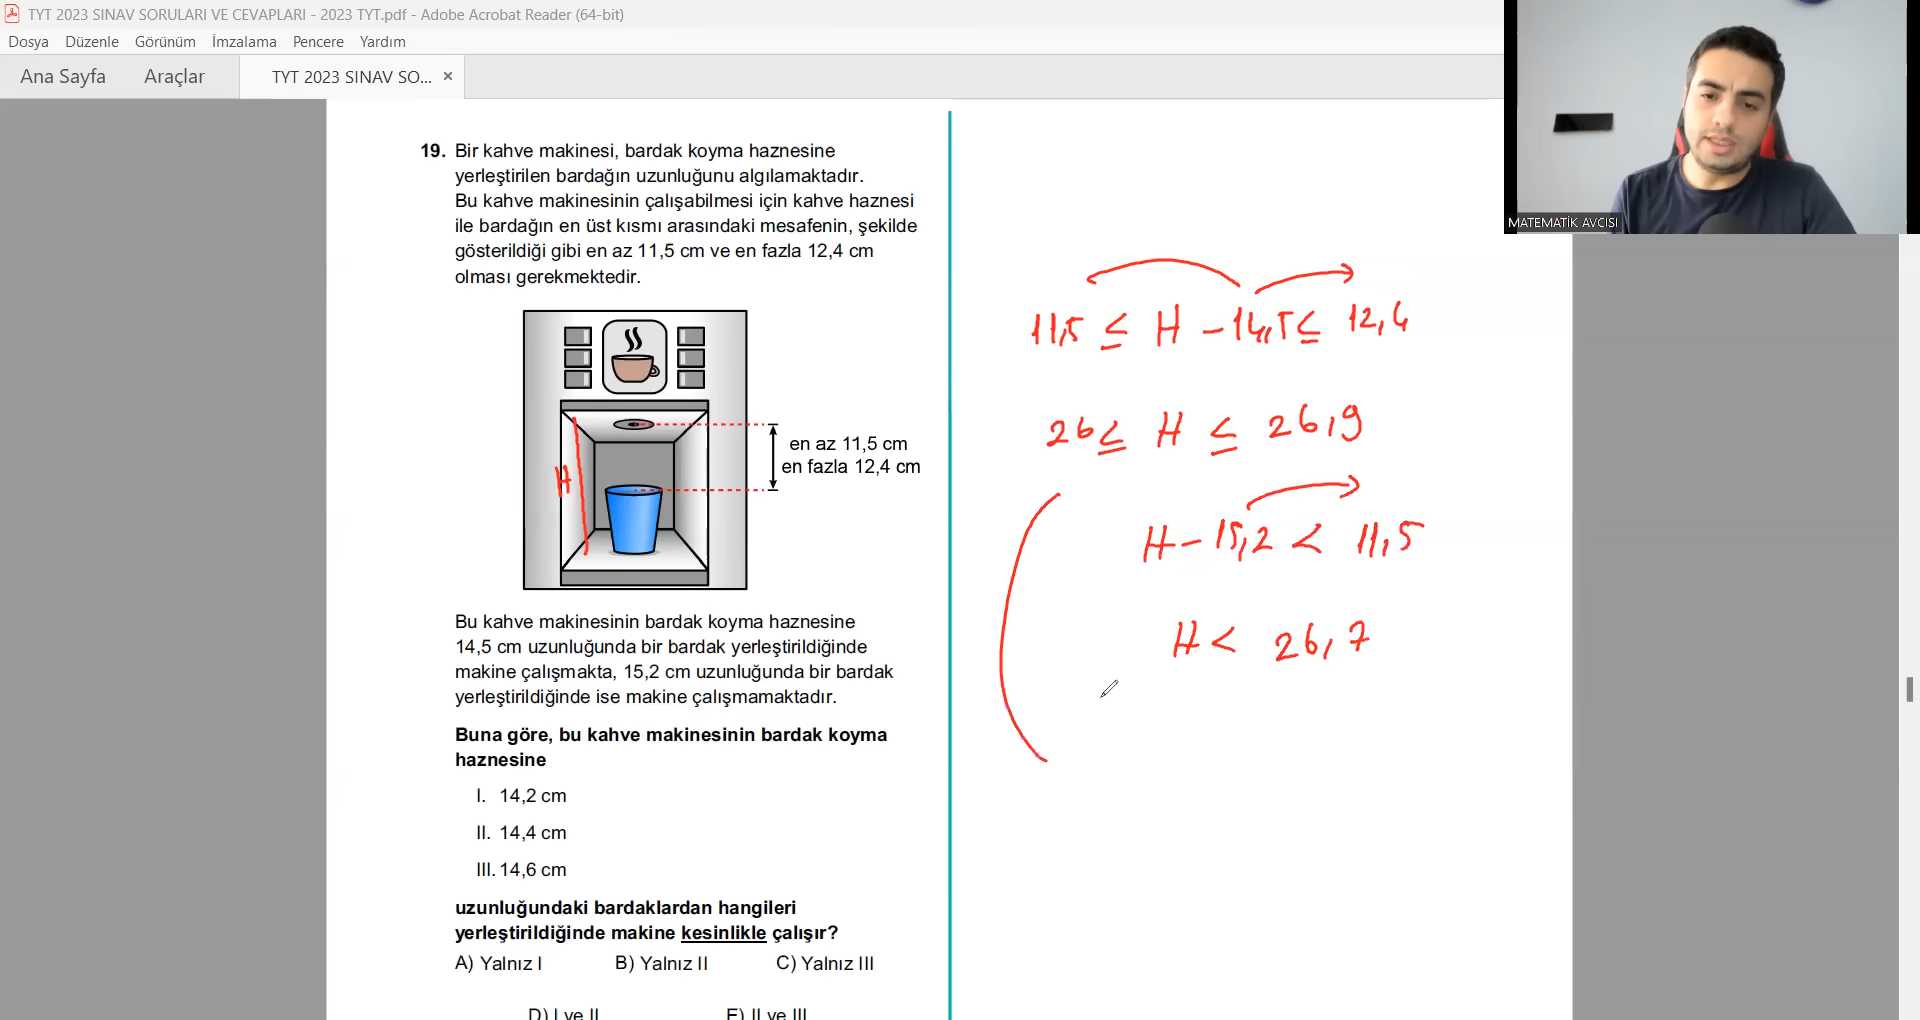 TYT 2023 SINAV SORULARI VE CEVAPLARI - 2023 TYT.pdf - Adobe Acrobat Reader (64-bit)
Dosya Düzenle Görünüm İmzalama Pencere Yardım
Ana Sayfa Araçlar TYT 2023 SINAV SO... ×
MATEMATİK AVCISI
19. Bir kahve makinesi, bardak koyma haznesine
yerleştirilen bardağın uzunluğunu algılamaktadır.
Bu kahve makinesinin çalışabilmesi için kahve haznesi
ile bardağın en üst kısmı arasındaki mesafenin, şekilde
gösterildiği gibi en az 11,5 cm ve en fazla 12,4 cm
olması gerekmektedir.
en az 11,5 cm
en fazla 12,4 cm
H
Bu kahve makinesinin bardak koyma haznesine
14,5 cm uzunluğunda bir bardak yerleştirildiğinde
makine çalışmakta, 15,2 cm uzunluğunda bir bardak
yerleştirildiğinde ise makine çalışmamaktadır.
Buna göre, bu kahve makinesinin bardak koyma
haznesine
I. 14,2 cm
II. 14,4 cm
III. 14,6 cm
uzunluğundaki bardaklardan hangileri
yerleştirildiğinde makine kesinlikle çalışır?
A) Yalnız I B) Yalnız II C) Yalnız III
D) I ve II E) II ve III
11,5 ≤ H - 14,5 ≤ 12,4
26 ≤ H ≤ 26,9
H - 15,2 < 11,5
H < 26,7